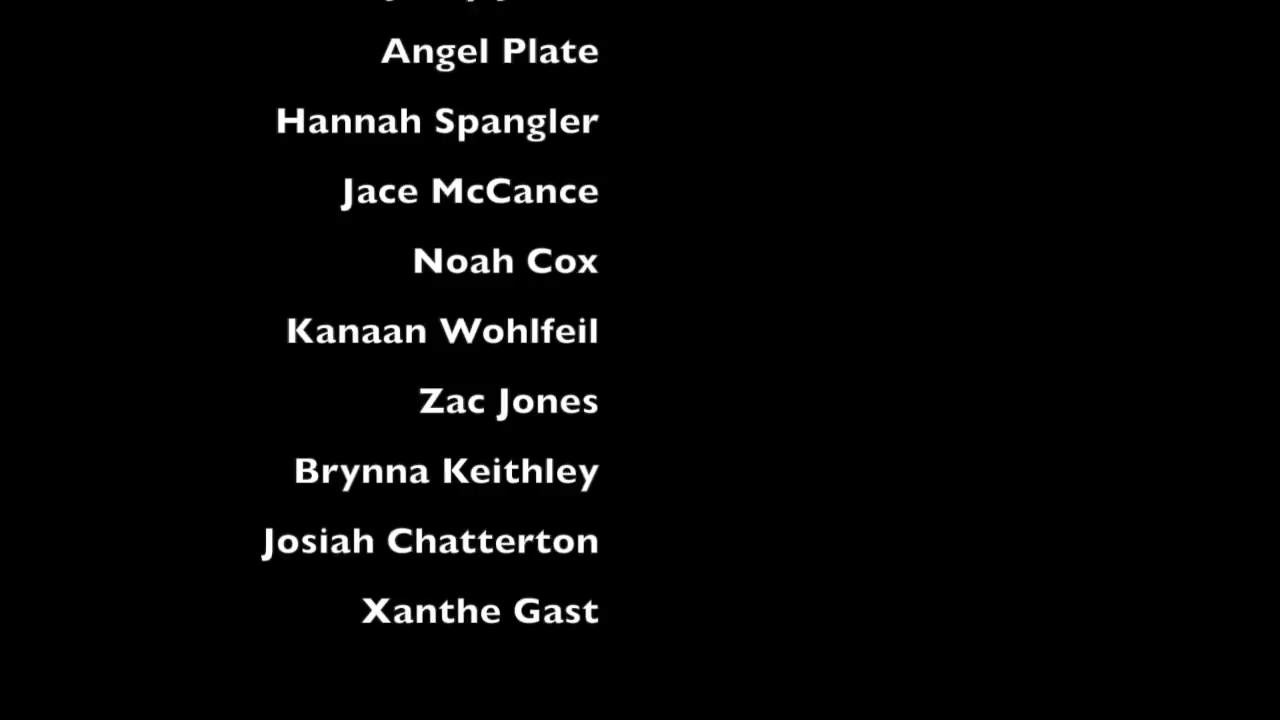 Angel Plate
Hannah Spangler
Jace McCance
Noah Cox
Kanaan Wohlfeil
Zac Jones
Brynna Keithley
Josiah Chatterton
Xanthe Gast